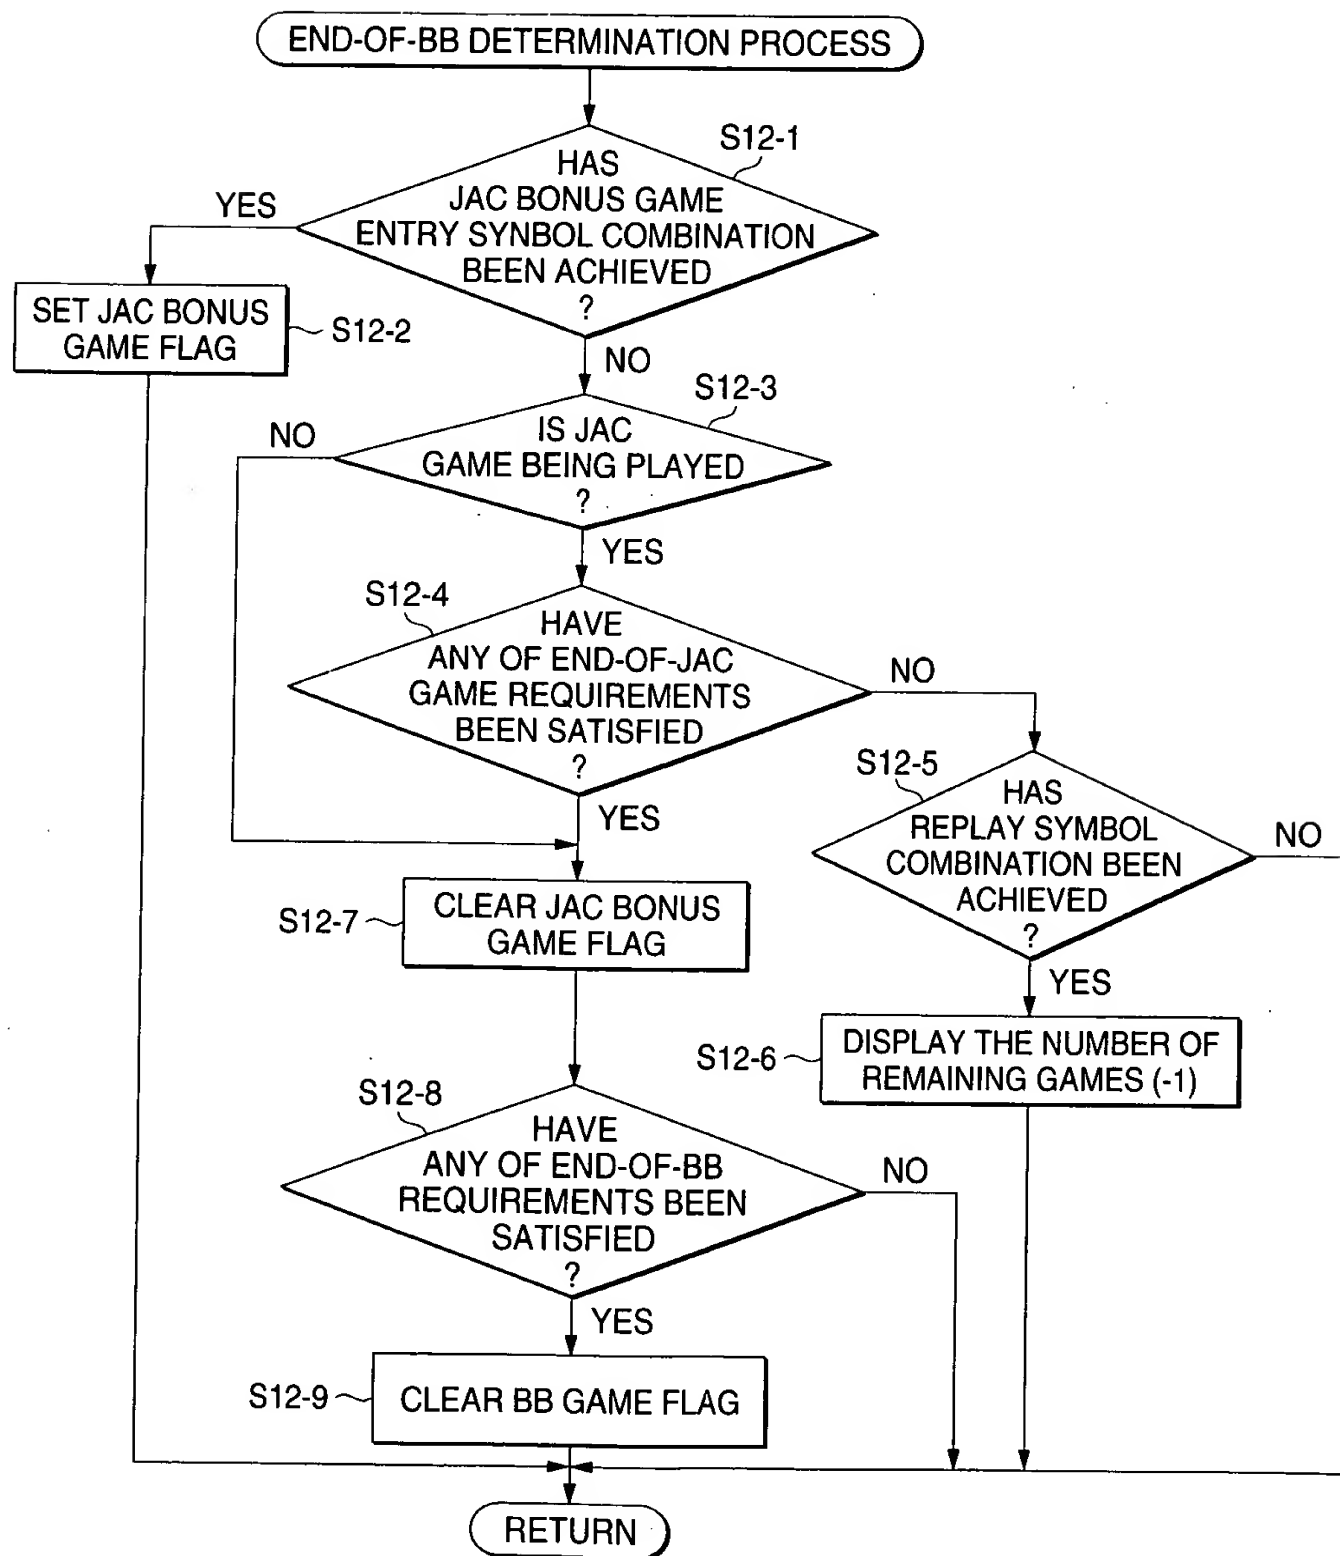 END-OF-BB DETERMINATION PROCESS
S12-1
HAS
JAC BONUS GAME
ENTRY SYNBOL COMBINATION
BEEN ACHIEVED
?
YES
SET JAC BONUS
GAME FLAG
S12-2
NO
S12-3
IS JAC
GAME BEING PLAYED
?
NO
YES
S12-4
HAVE
ANY OF END-OF-JAC
GAME REQUIREMENTS
BEEN SATISFIED
?
NO
YES
S12-5
HAS
REPLAY SYMBOL
COMBINATION BEEN
ACHIEVED
?
NO
YES
S12-7
CLEAR JAC BONUS
GAME FLAG
S12-6
DISPLAY THE NUMBER OF
REMAINING GAMES (-1)
S12-8
HAVE
ANY OF END-OF-BB
REQUIREMENTS BEEN
SATISFIED
?
NO
YES
S12-9
CLEAR BB GAME FLAG
RETURN